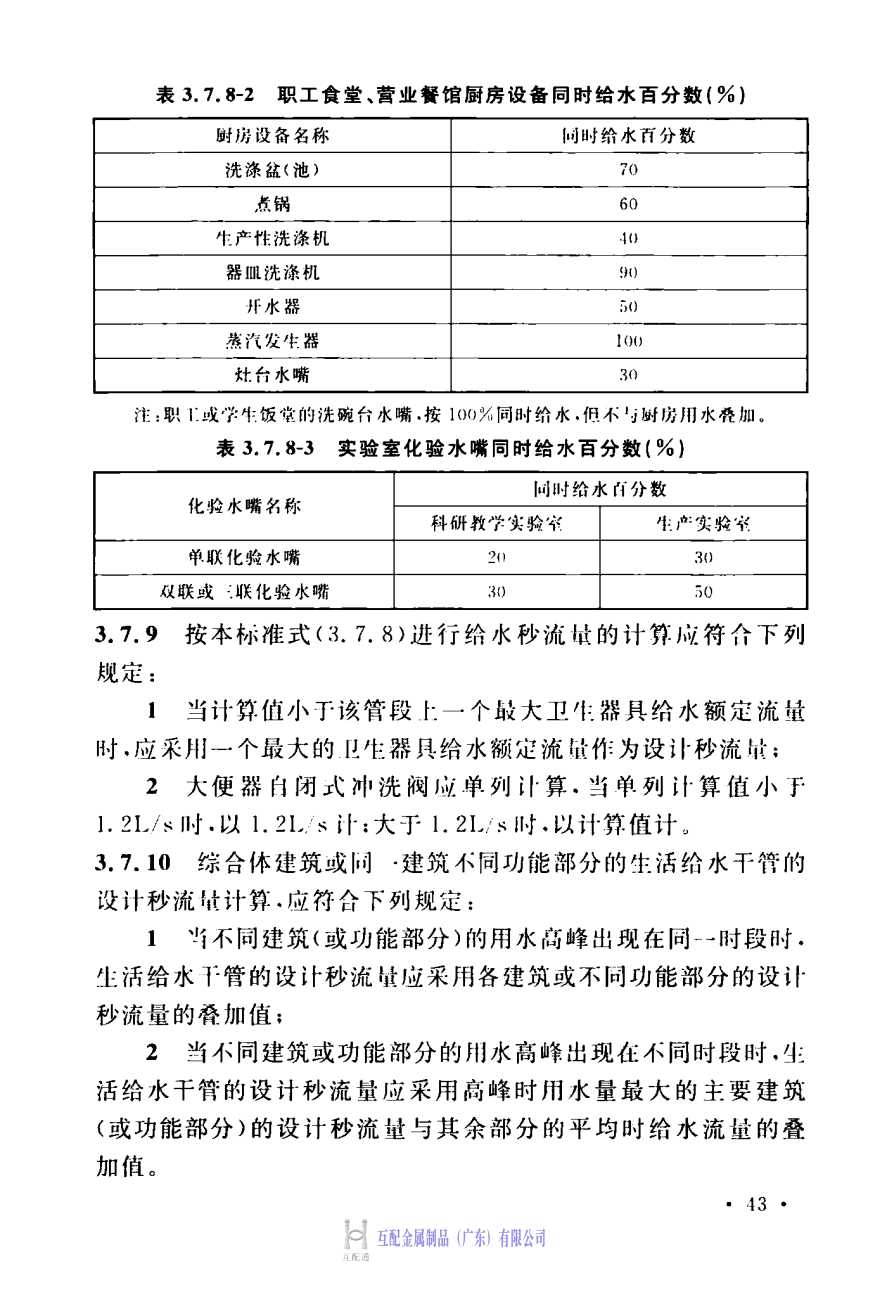 表 3.7.8-2 职工食堂、营业餐馆厨房设备同时给水百分数(%)
厨房设备名称 同时给水百分数
洗涤盆(池) 70
煮锅 60
生产性洗涤机 40
器皿洗涤机 90
开水器 50
蒸汽发生器 100
灶台水嘴 30
注:职工或学生饭堂的洗碗台水嘴,按 100%同时给水,但不与厨房用水叠加。
表 3.7.8-3 实验室化验水嘴同时给水百分数(%)
化验水嘴名称 同时给水百分数
科研教学实验室 生产实验室
单联化验水嘴 20 30
双联或三联化验水嘴 30 50
3.7.9 按本标准式(3.7.8)进行给水秒流量的计算应符合下列
规定:
1 当计算值小于该管段上一个最大卫生器具给水额定流量
时,应采用一个最大的卫生器具给水额定流量作为设计秒流量;
2 大便器自闭式冲洗阀应单列计算,当单列计算值小于
1.2L/s 时,以 1.2L/s 计;大于 1.2L/s 时,以计算值计。
3.7.10 综合体建筑或同一建筑不同功能部分的生活给水干管的
设计秒流量计算,应符合下列规定:
1 当不同建筑(或功能部分)的用水高峰出现在同一时段时,
生活给水干管的设计秒流量应采用各建筑或不同功能部分的设计
秒流量的叠加值;
2 当不同建筑或功能部分的用水高峰出现在不同时段时,生
活给水干管的设计秒流量应采用高峰时用水量最大的主要建筑
(或功能部分)的设计秒流量与其余部分的平均时给水流量的叠
加值。
· 43 ·
互配金属制品（广东）有限公司
互配通